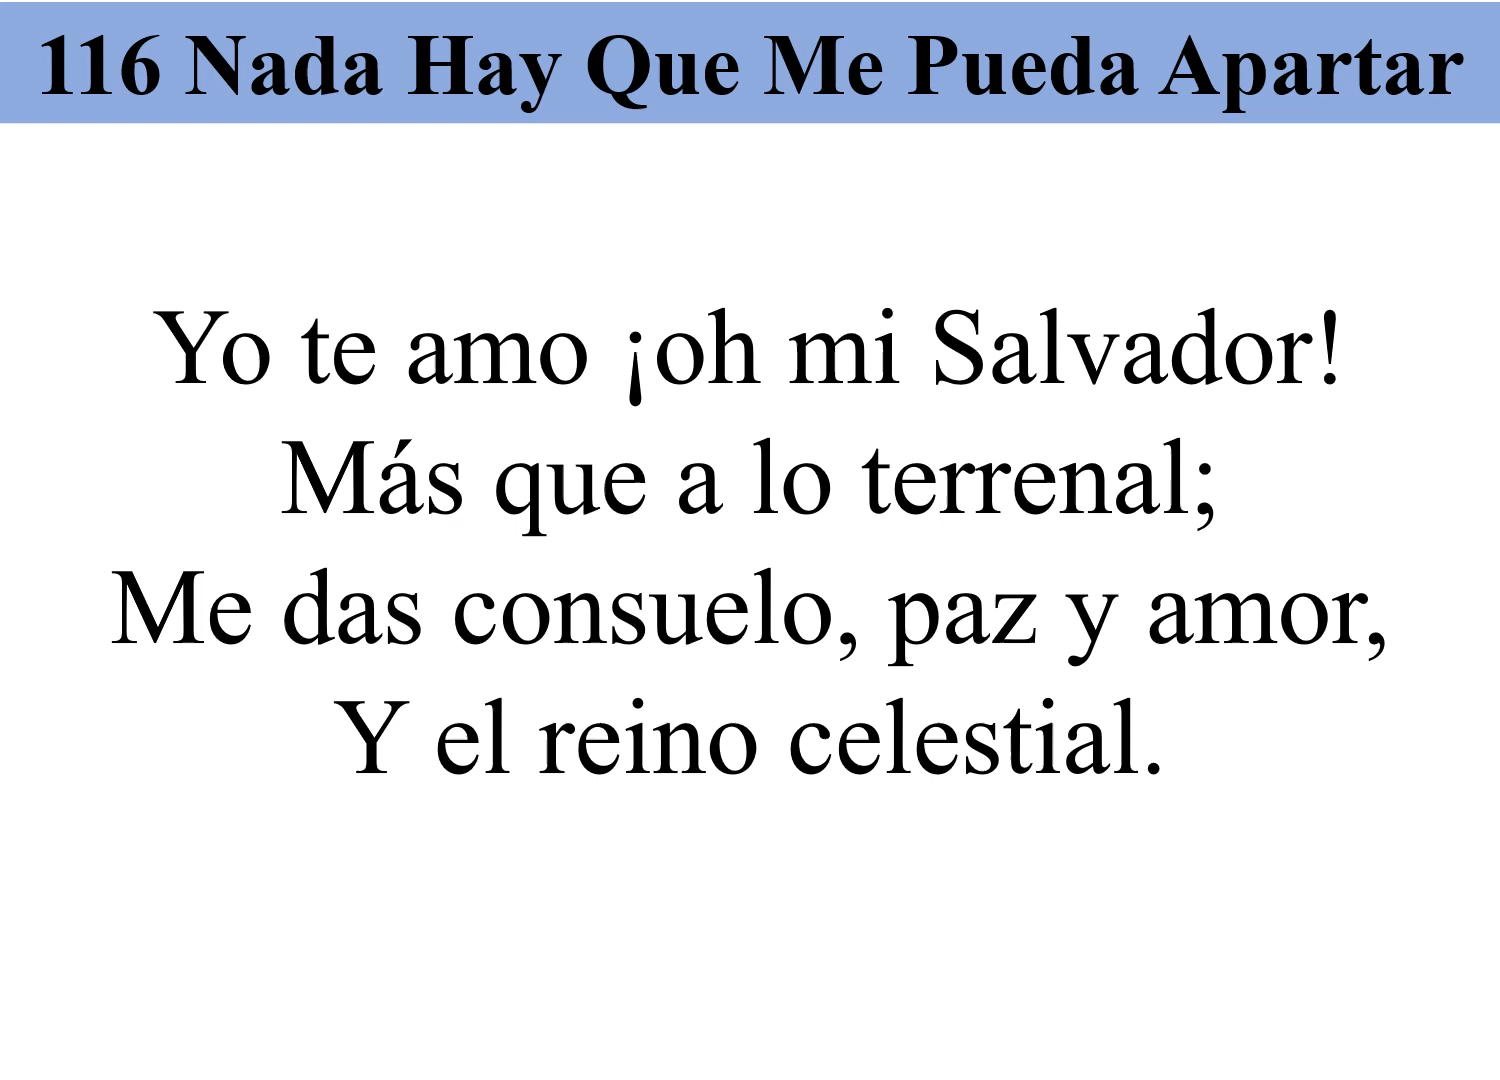 116 Nada Hay Que Me Pueda Apartar
Yo te amo ¡oh mi Salvador!
Más que a lo terrenal;
Me das consuelo, paz y amor,
Y el reino celestial.